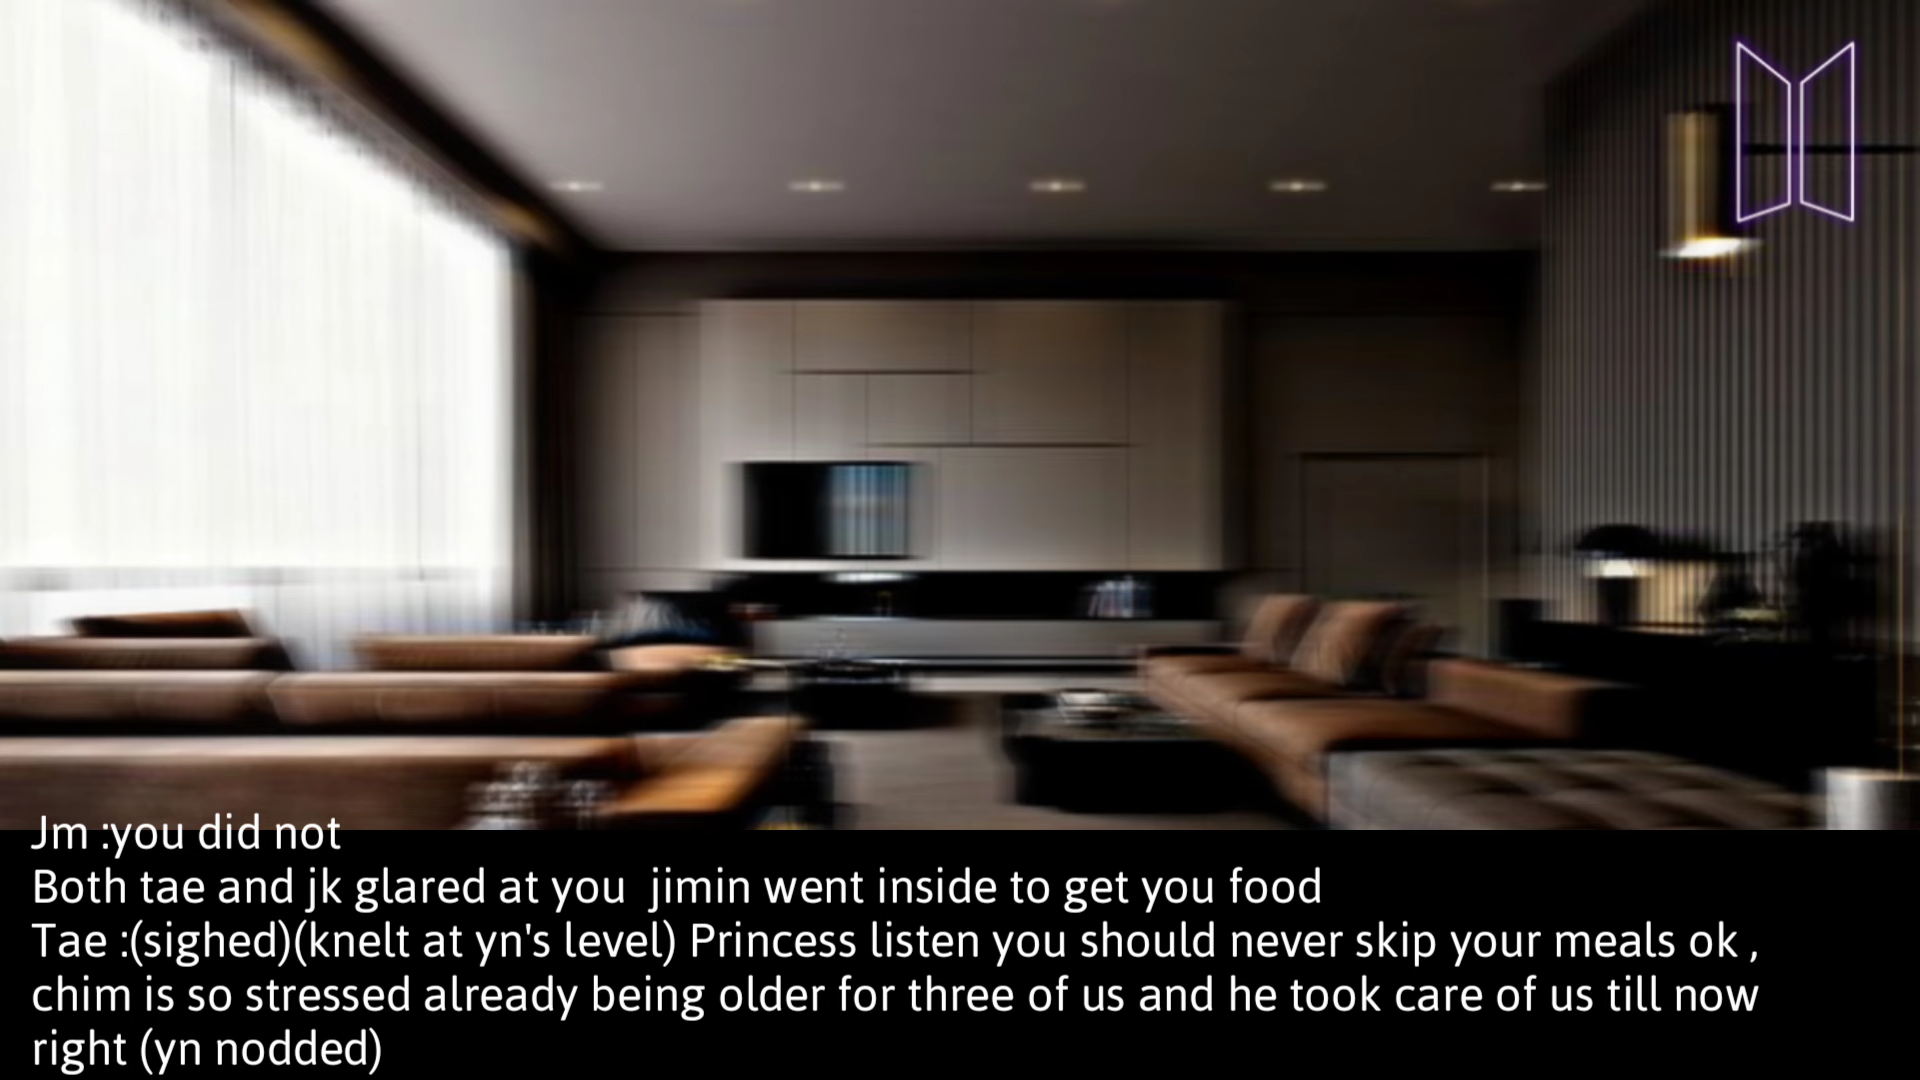 Jm :you did not
Both tae and jk glared at you  jimin went inside to get you food
Tae :(sighed)(knelt at yn's level) Princess listen you should never skip your meals ok ,
chim is so stressed already being older for three of us and he took care of us till now
right (yn nodded)